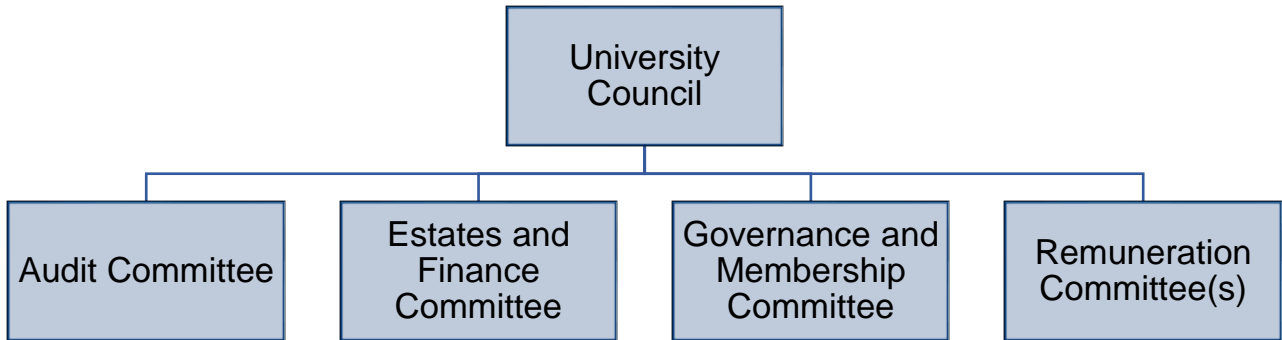 University
Council
Audit Committee
Estates and
Finance
Committee
Governance and
Membership
Committee
Remuneration
Committee(s)